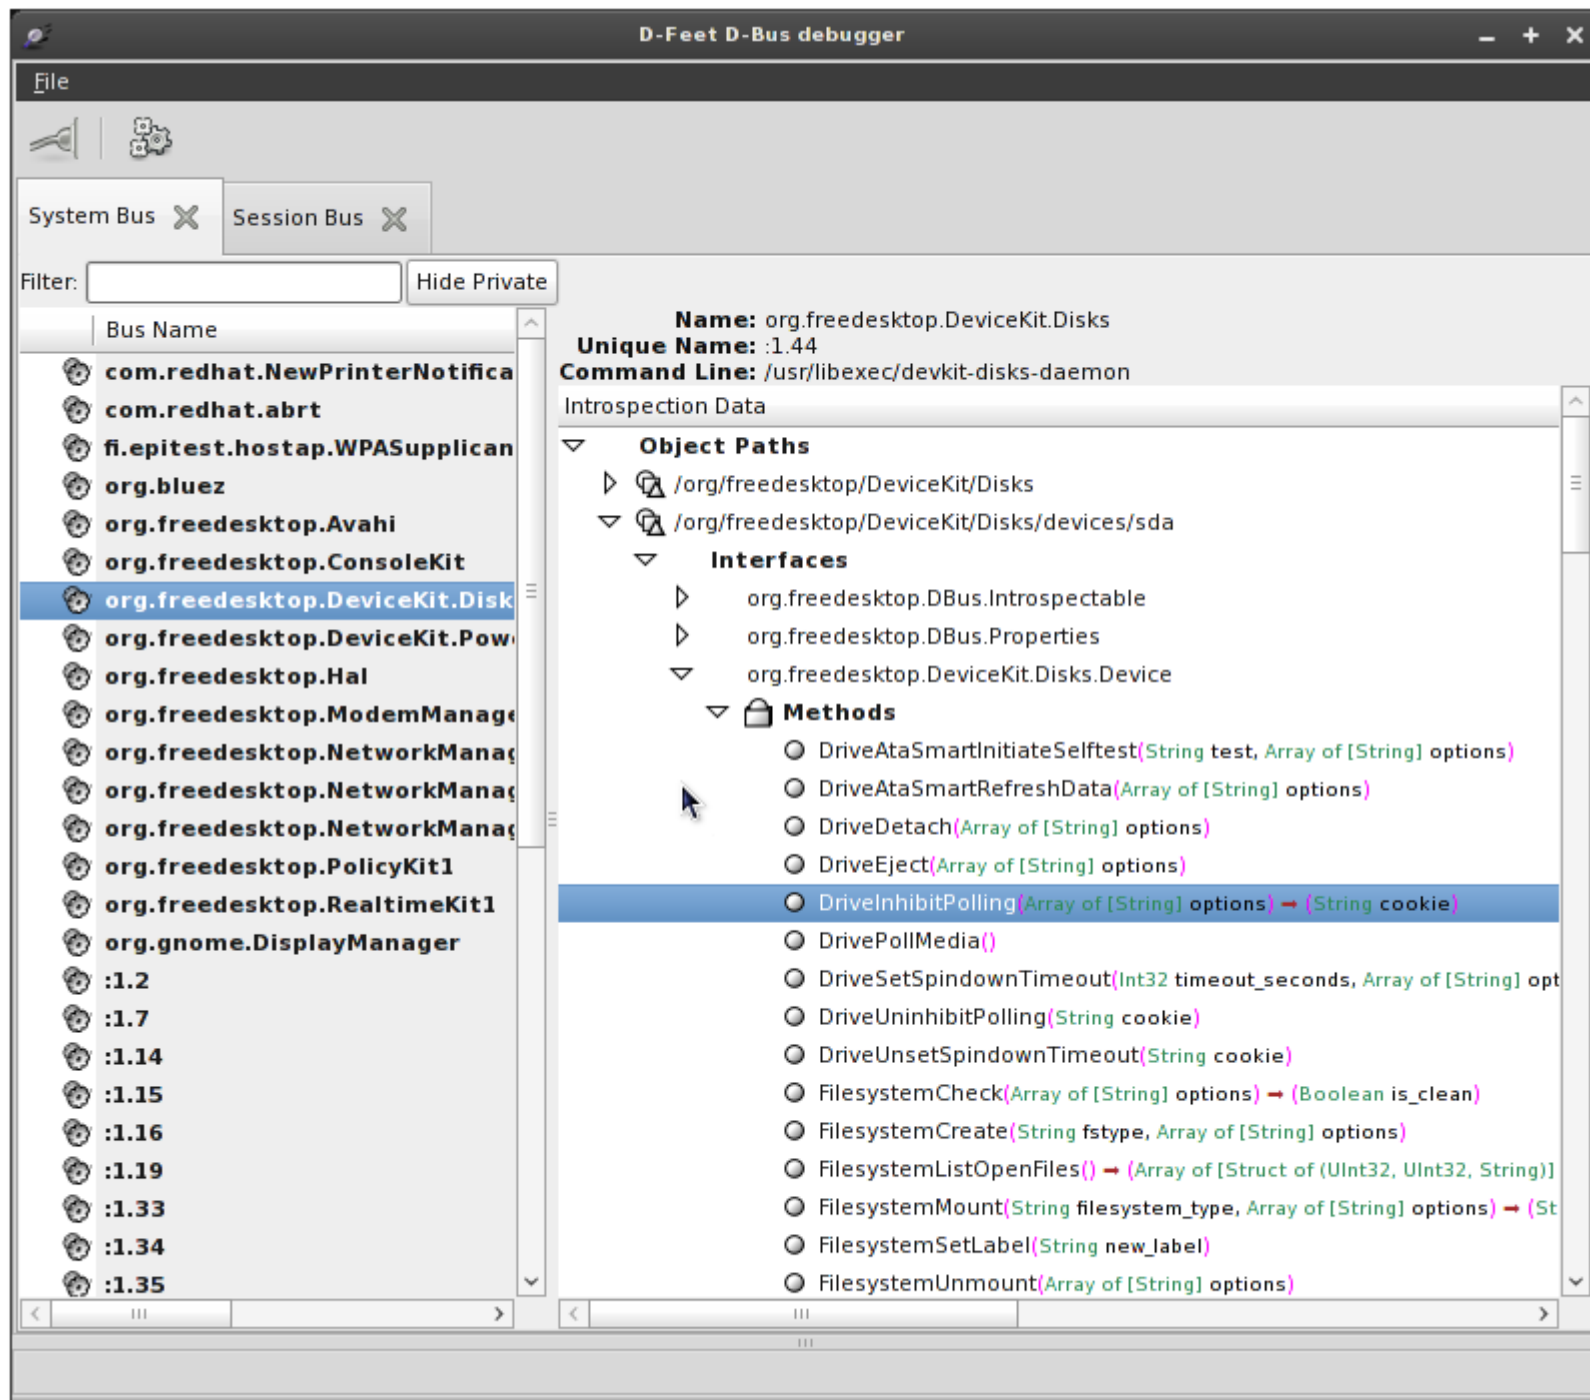 D-Feet D-Bus debugger
File
System Bus
Session Bus
Filter:
Hide Private
Bus Name
com.redhat.NewPrinterNotifica
com.redhat.abrt
fi.epitest.hostap.WPASupplican
org.bluez
org.freedesktop.Avahi
org.freedesktop.ConsoleKit
org.freedesktop.DeviceKit.Disk
org.freedesktop.DeviceKit.Pow
org.freedesktop.Hal
org.freedesktop.ModemManage
org.freedesktop.NetworkManag
org.freedesktop.NetworkManag
org.freedesktop.NetworkManag
org.freedesktop.PolicyKit1
org.freedesktop.RealtimeKit1
org.gnome.DisplayManager
:1.2
:1.7
:1.14
:1.15
:1.16
:1.19
:1.33
:1.34
:1.35
Name: org.freedesktop.DeviceKit.Disks
Unique Name: :1.44
Command Line: /usr/libexec/devkit-disks-daemon
Introspection Data
Object Paths
/org/freedesktop/DeviceKit/Disks
/org/freedesktop/DeviceKit/Disks/devices/sda
Interfaces
org.freedesktop.DBus.Introspectable
org.freedesktop.DBus.Properties
org.freedesktop.DeviceKit.Disks.Device
Methods
DriveAtaSmartInitiateSelftest(String test, Array of [String] options)
DriveAtaSmartRefreshData(Array of [String] options)
DriveDetach(Array of [String] options)
DriveEject(Array of [String] options)
DriveInhibitPolling(Array of [String] options) → (String cookie)
DrivePollMedia()
DriveSetSpindownTimeout(Int32 timeout_seconds, Array of [String] opt
DriveUninhibitPolling(String cookie)
DriveUnsetSpindownTimeout(String cookie)
FilesystemCheck(Array of [String] options) → (Boolean is_clean)
FilesystemCreate(String fstype, Array of [String] options)
FilesystemListOpenFiles() → (Array of [Struct of (UInt32, UInt32, String)]
FilesystemMount(String filesystem_type, Array of [String] options) → (St
FilesystemSetLabel(String new_label)
FilesystemUnmount(Array of [String] options)